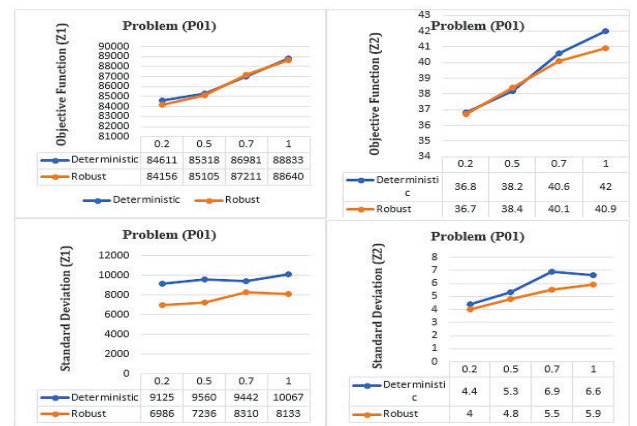 Problem (P01)
Objective Function (Z1)
90000
89000
88000
87000
86000
85000
84000
83000
82000
81000
0.2 0.5 0.7 1
Deterministic 84611 85318 86981 88833
Robust 84156 85105 87211 88640
Deterministic Robust
Problem (P01)
Objective Function (Z2)
43
42
41
40
39
38
37
36
35
34
0.2 0.5 0.7 1
Deterministi
c 36.8 38.2 40.6 42
Robust 36.7 38.4 40.1 40.9
Problem (P01)
Standard Deviation (Z1)
12000
10000
8000
6000
4000
2000
0
0.2 0.5 0.7 1
Deterministic 9125 9560 9442 10067
Robust 6986 7236 8310 8133
Problem (P01)
Standard Deviation (Z2)
8
7
6
5
4
3
2
1
0
0.2 0.5 0.7 1
Deterministi
c 4.4 5.3 6.9 6.6
Robust 4 4.8 5.5 5.9